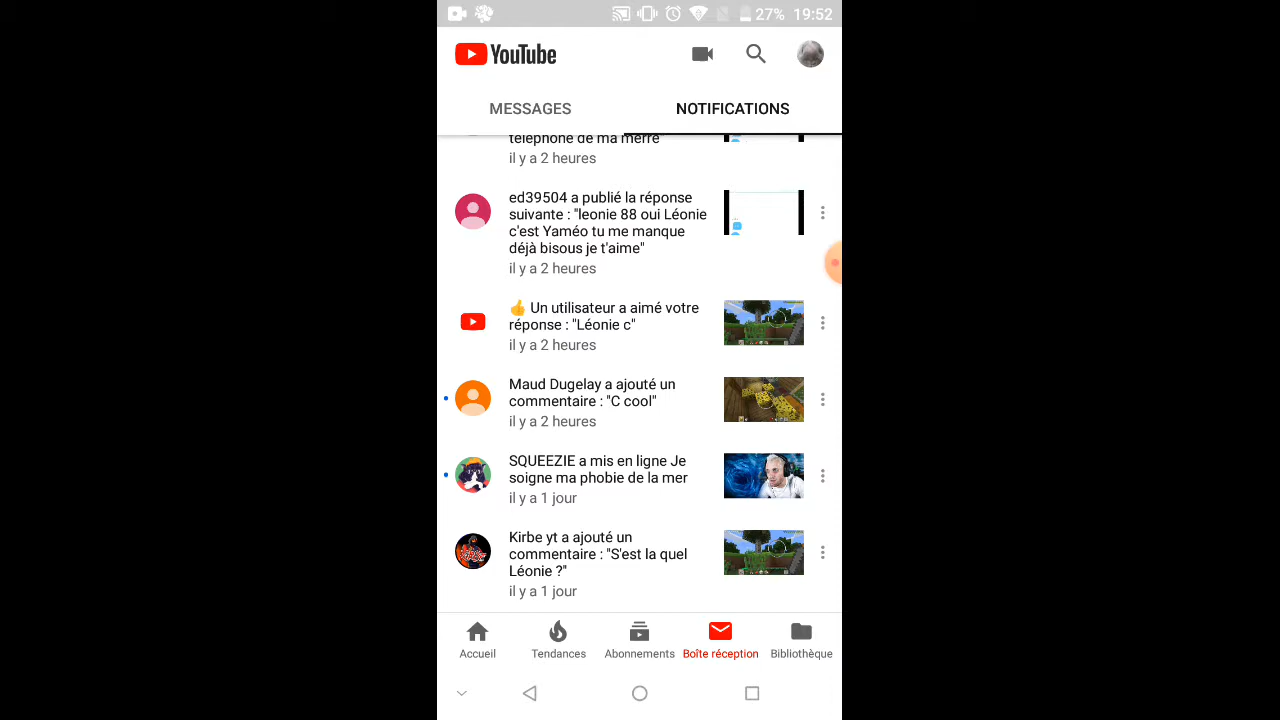 27% 19:52
YouTube
MESSAGES
NOTIFICATIONS
téléphone de ma merre
il y a 2 heures
ed39504 a publié la réponse
suivante : "leonie 88 oui Léonie
c'est Yaméo tu me manque
déjà bisous je t'aime"
il y a 2 heures
👍 Un utilisateur a aimé votre
réponse : "Léonie c"
il y a 2 heures
Maud Dugelay a ajouté un
commentaire : "C cool"
il y a 2 heures
SQUEEZIE a mis en ligne Je
soigne ma phobie de la mer
il y a 1 jour
Kirbe yt a ajouté un
commentaire : "S'est la quel
Léonie ?"
il y a 1 jour
Accueil
Tendances
Abonnements
Boîte réception
Bibliothèque